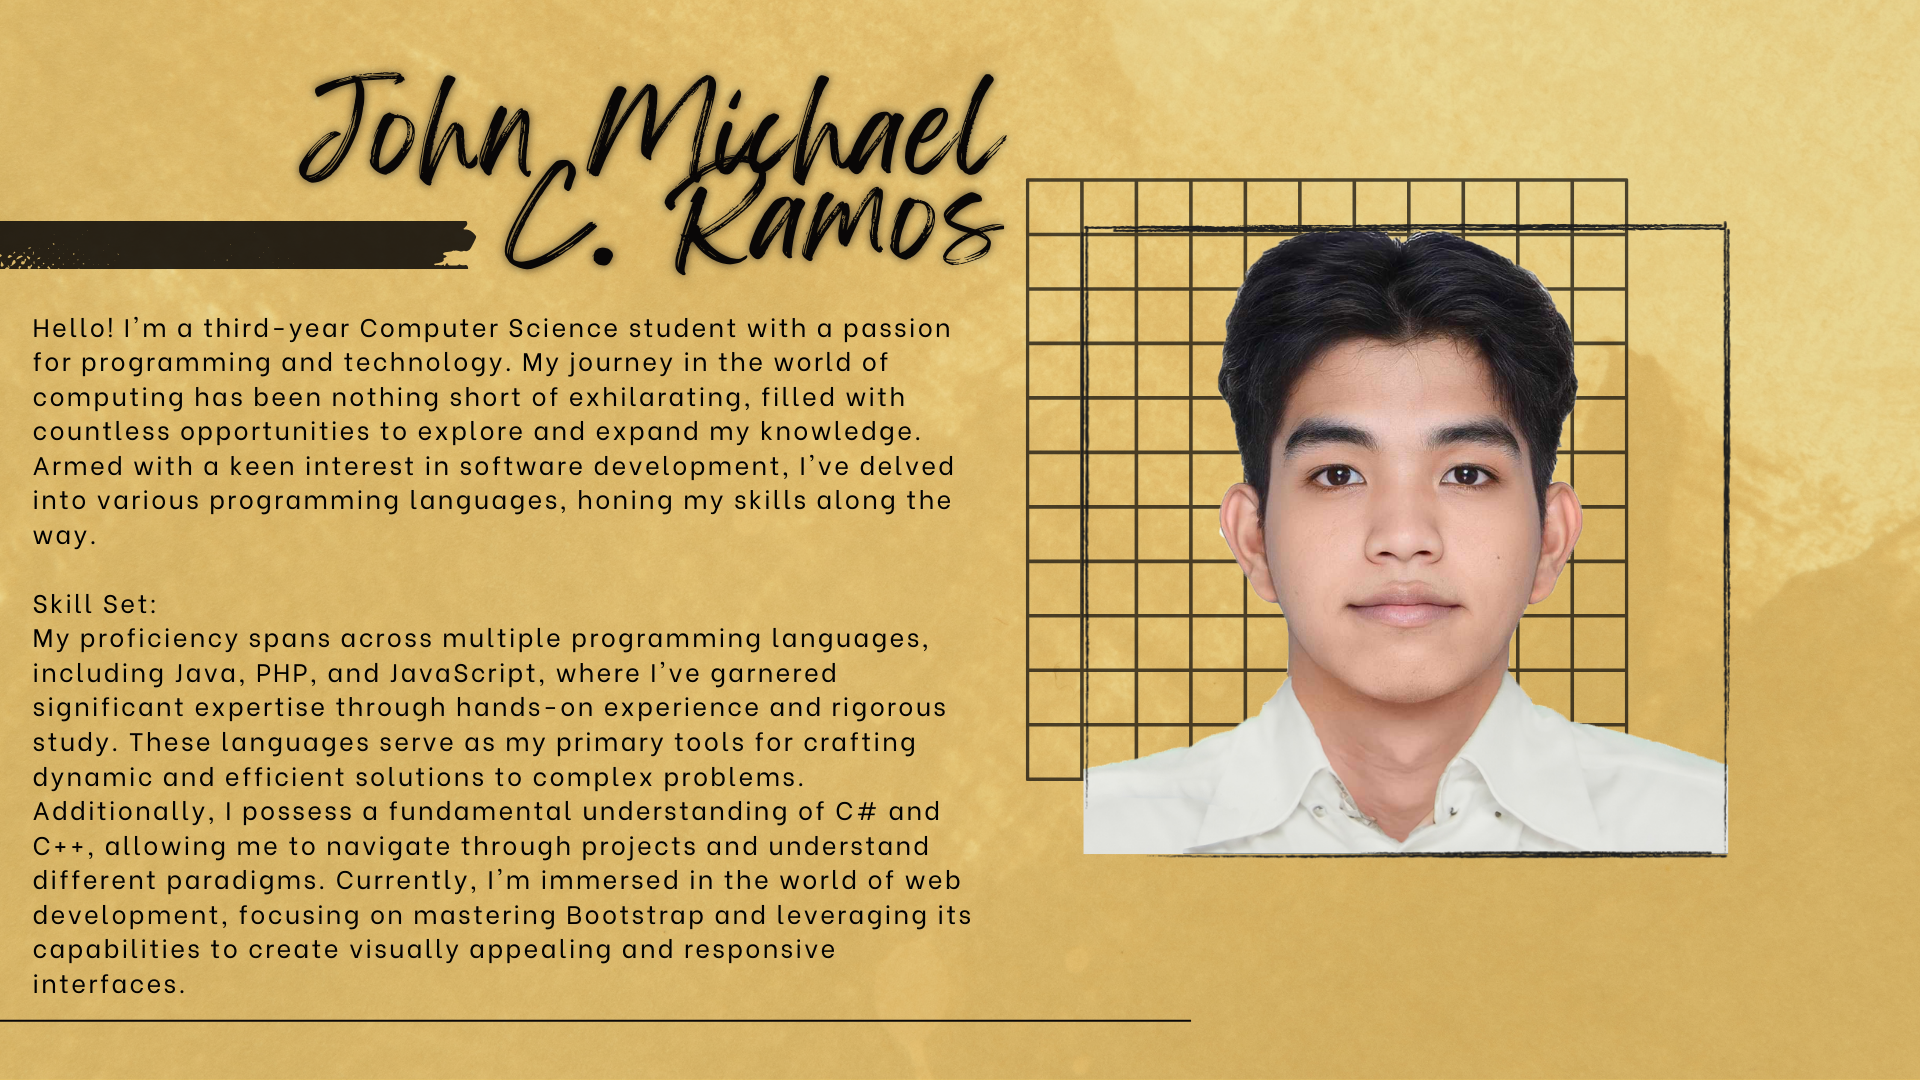 John Michael
C. Ramos
Hello! I'm a third-year Computer Science student with a passion
for programming and technology. My journey in the world of
computing has been nothing short of exhilarating, filled with
countless opportunities to explore and expand my knowledge.
Armed with a keen interest in software development, I've delved
into various programming languages, honing my skills along the
way.
Skill Set:
My proficiency spans across multiple programming languages,
including Java, PHP, and JavaScript, where I've garnered
significant expertise through hands-on experience and rigorous
study. These languages serve as my primary tools for crafting
dynamic and efficient solutions to complex problems.
Additionally, I possess a fundamental understanding of C# and
C++, allowing me to navigate through projects and understand
different paradigms. Currently, I'm immersed in the world of web
development, focusing on mastering Bootstrap and leveraging its
capabilities to create visually appealing and responsive
interfaces.